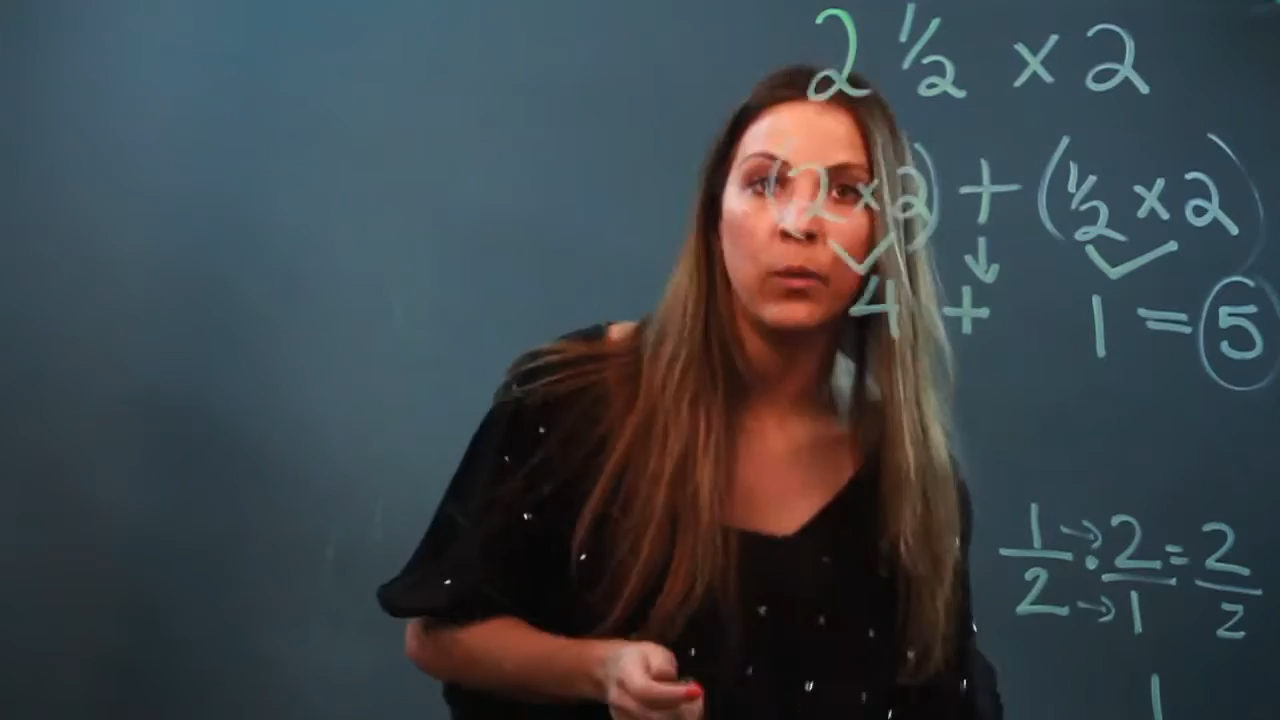 2 1/2 × 2
(2×2) + (1/2 × 2)
↓
4 + 1 = 5
1/2 → · → 2/1 = 2/2
1